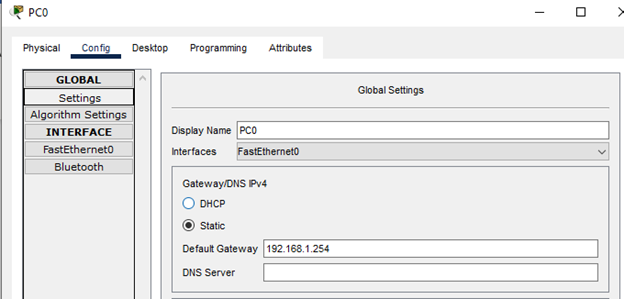 PC0
Physical Config Desktop Programming Attributes
GLOBAL
Settings
Algorithm Settings
INTERFACE
FastEthernet0
Bluetooth
Global Settings
Display Name PC0
Interfaces FastEthernet0
Gateway/DNS IPv4
DHCP
Static
Default Gateway 192.168.1.254
DNS Server